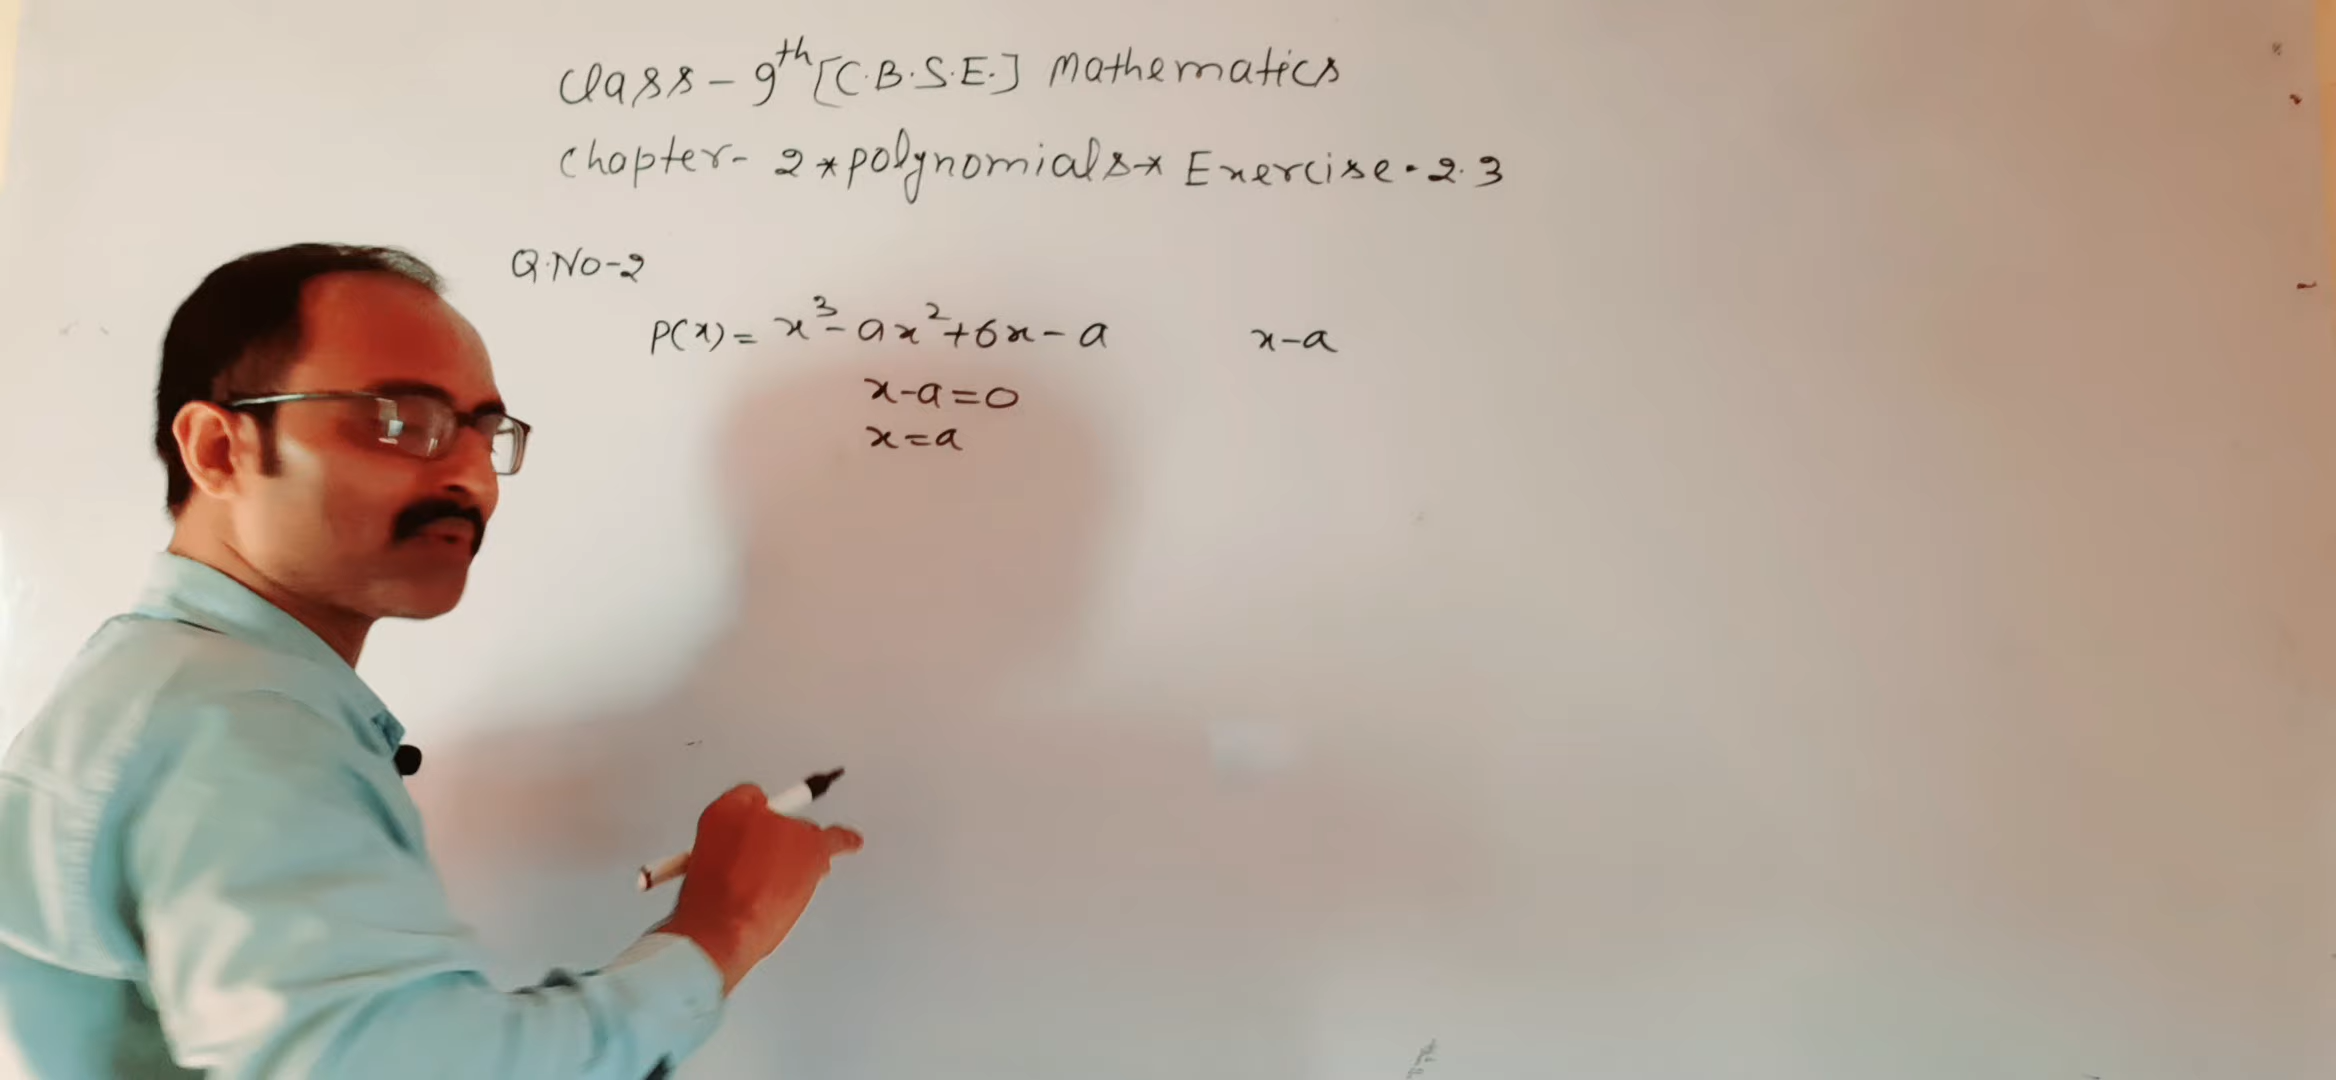 Class - 9th [C.B.S.E.] Mathematics
Chapter - 2 * polynomials * Exercise - 2.3
Q.No-2
P(x) = x³ - ax² + 6x - a x-a
x-a=0
x=a